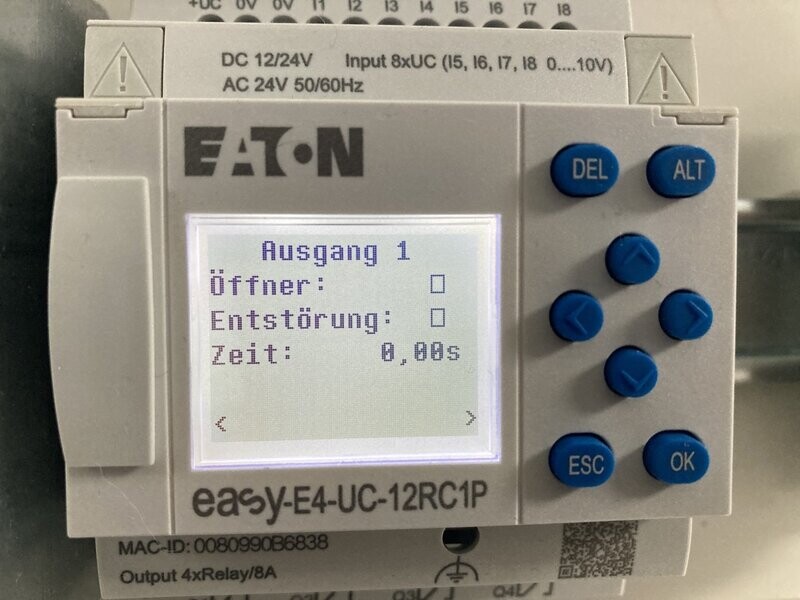 +UC 0V 0V I1 I2 I3 I4 I5 I6 I7 I8
DC 12/24V Input 8xUC (I5, I6, I7, I8 0....10V)
AC 24V 50/60Hz
EATON
DEL ALT
Ausgang 1
Öffner:
Entstörung:
Zeit: 0,00s
< >
ESC OK
easy-E4-UC-12RC1P
MAC-ID: 0080990B6838
Output 4xRelay/8A
Q3 Q4